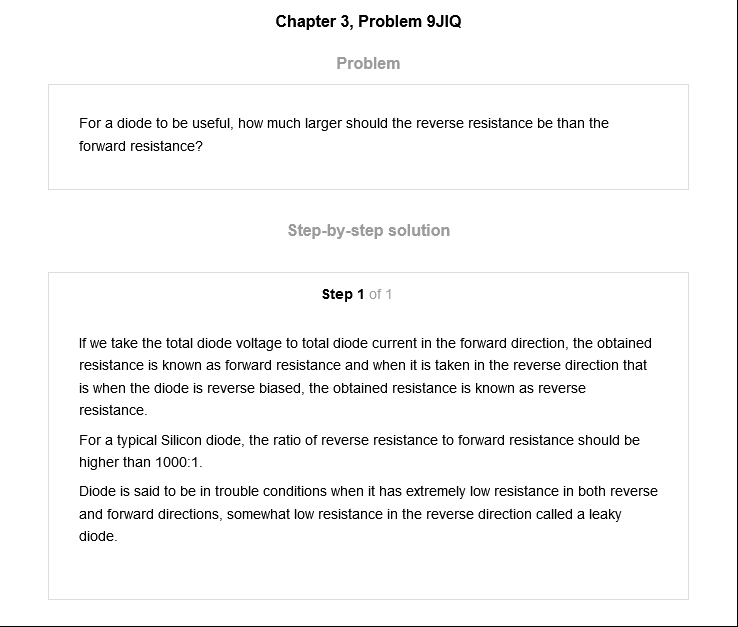 Chapter 3, Problem 9JIQ
Problem
For a diode to be useful, how much larger should the reverse resistance be than the
forward resistance?
Step-by-step solution
Step 1 of 1
If we take the total diode voltage to total diode current in the forward direction, the obtained
resistance is known as forward resistance and when it is taken in the reverse direction that
is when the diode is reverse biased, the obtained resistance is known as reverse
resistance.
For a typical Silicon diode, the ratio of reverse resistance to forward resistance should be
higher than 1000:1.
Diode is said to be in trouble conditions when it has extremely low resistance in both reverse
and forward directions, somewhat low resistance in the reverse direction called a leaky
diode.